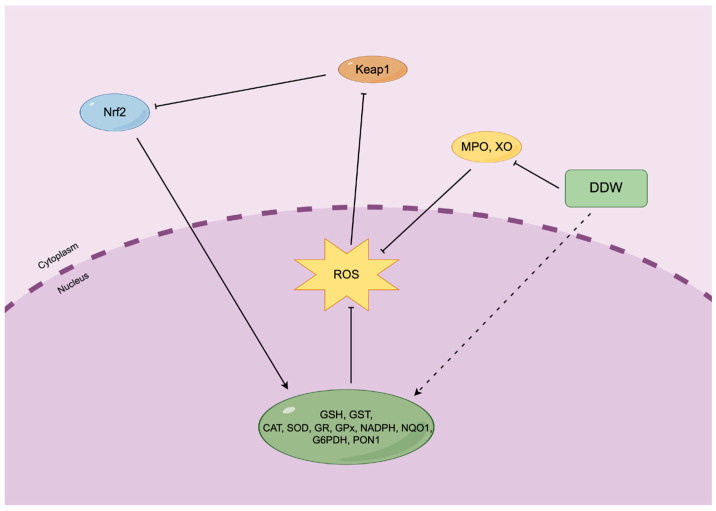 Keap1
Nrf2
MPO, XO
DDW
Cytoplasm
Nucleus
ROS
GSH, GST,
CAT, SOD, GR, GPx, NADPH, NQO1,
G6PDH, PON1